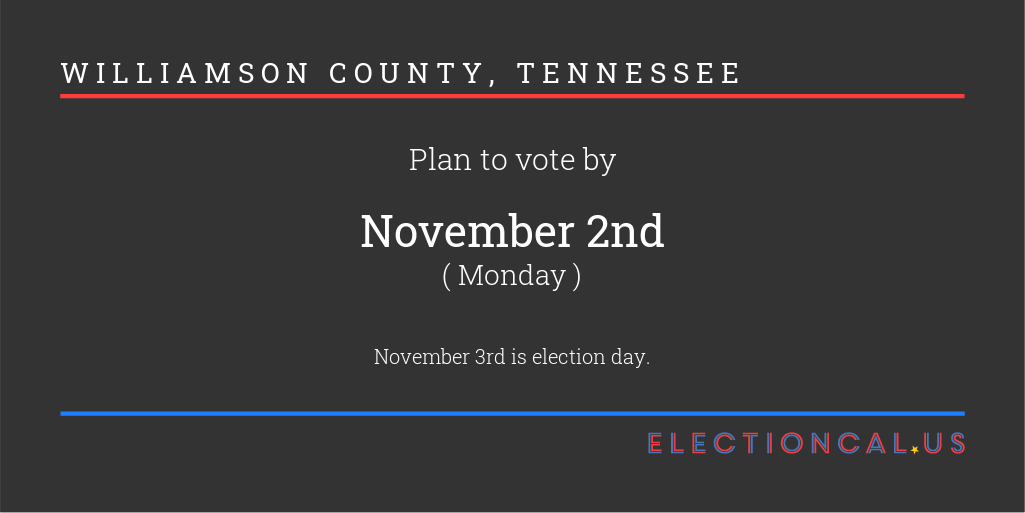 WILLIAMSON COUNTY, TENNESSEE
Plan to vote by
November 2nd
( Monday )
November 3rd is election day.
ELECTIONCAL.US